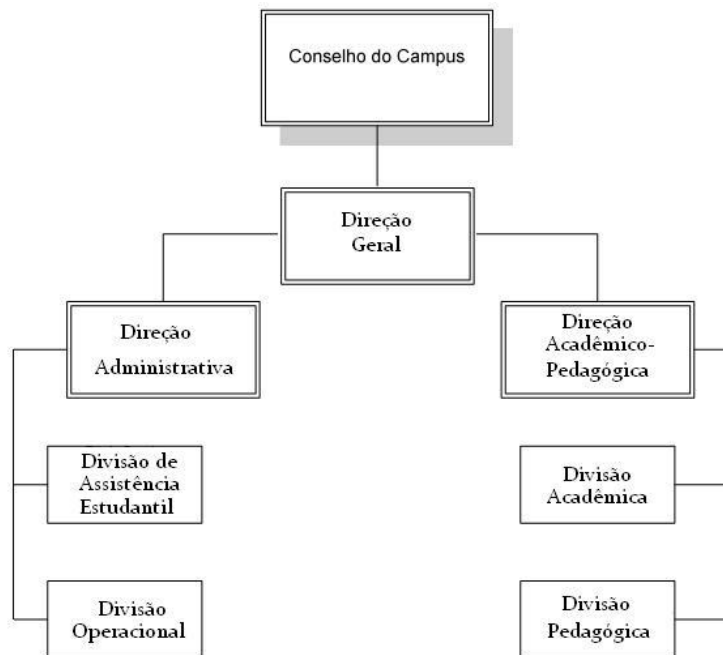 Conselho do Campus
Direção
Geral
Direção
Administrativa
Direção
Acadêmico-
Pedagógica
Divisão de
Assistência
Estudantil
Divisão
Acadêmica
Divisão
Operacional
Divisão
Pedagógica